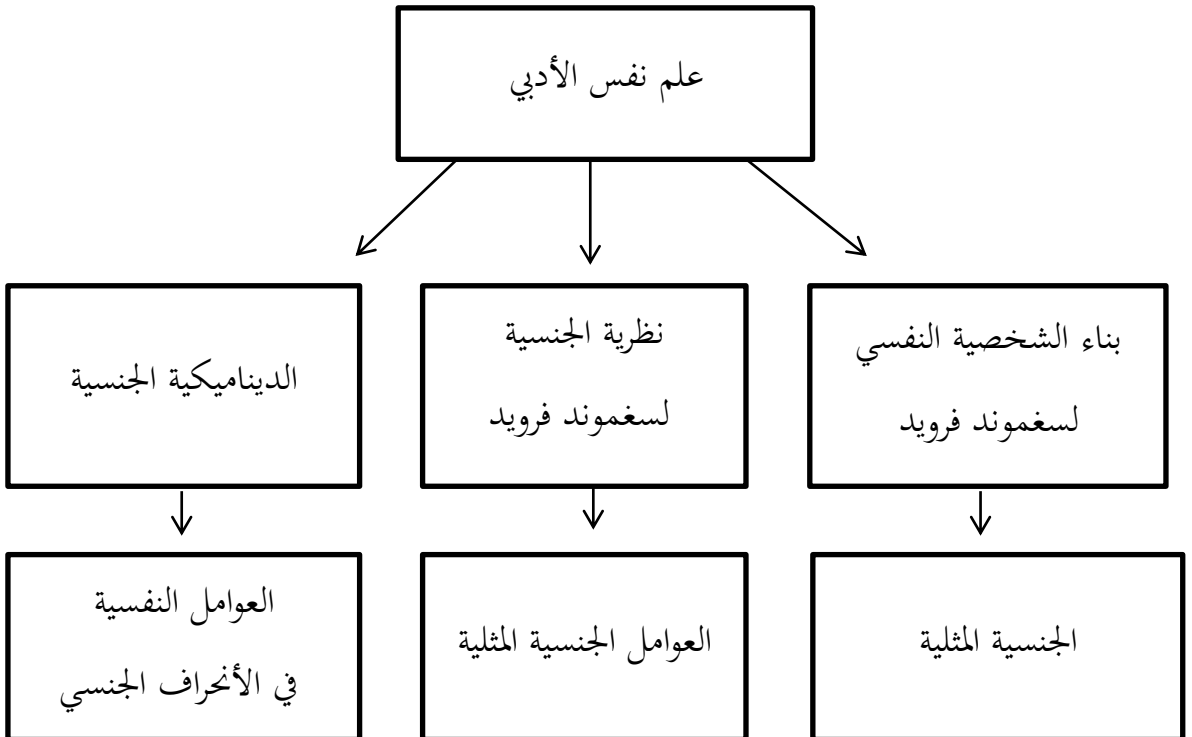 علم نفس الأدبي
بناء الشخصية النفسي
لسغموند فرويد
نظرية الجنسية
لسغموند فرويد
الديناميكية الجنسية
الجنسية المثلية
العوامل الجنسية المثلية
العوامل النفسية
في الأنحراف الجنسي